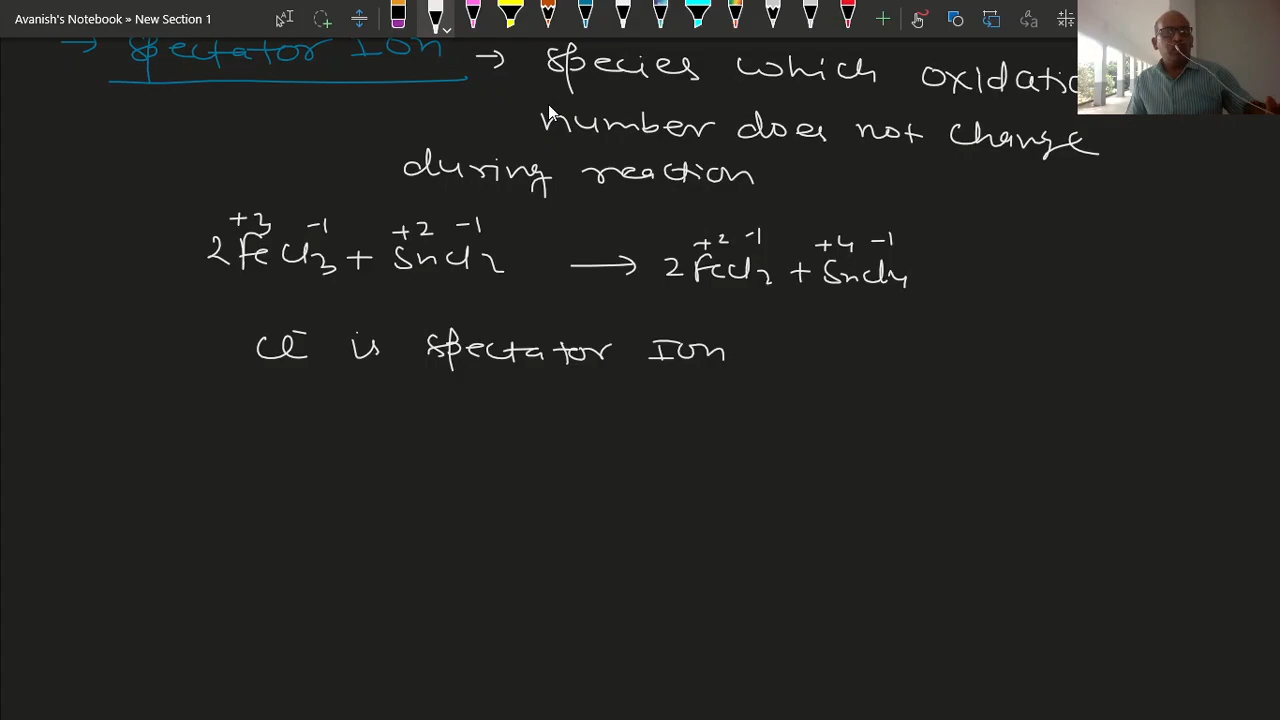 Avanish's Notebook » New Section 1
→ Spectator Ion → Species which oxidatio
number does not change
during reaction
+3 -1 +2 -1 +2 -1 +4 -1
2FeCl3 + SnCl2 → 2FeCl2 + SnCl4
Cl⁻ is spectator Ion